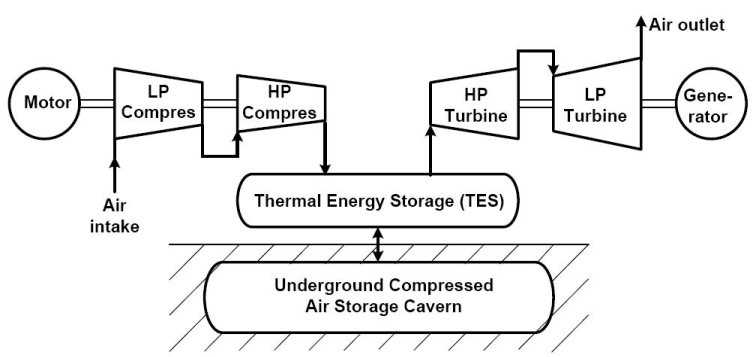 Motor
LP
Compres
HP
Compres
HP
Turbine
LP
Turbine
Gene-
rator
Air outlet
Air
intake
Thermal Energy Storage (TES)
Underground Compressed
Air Storage Cavern